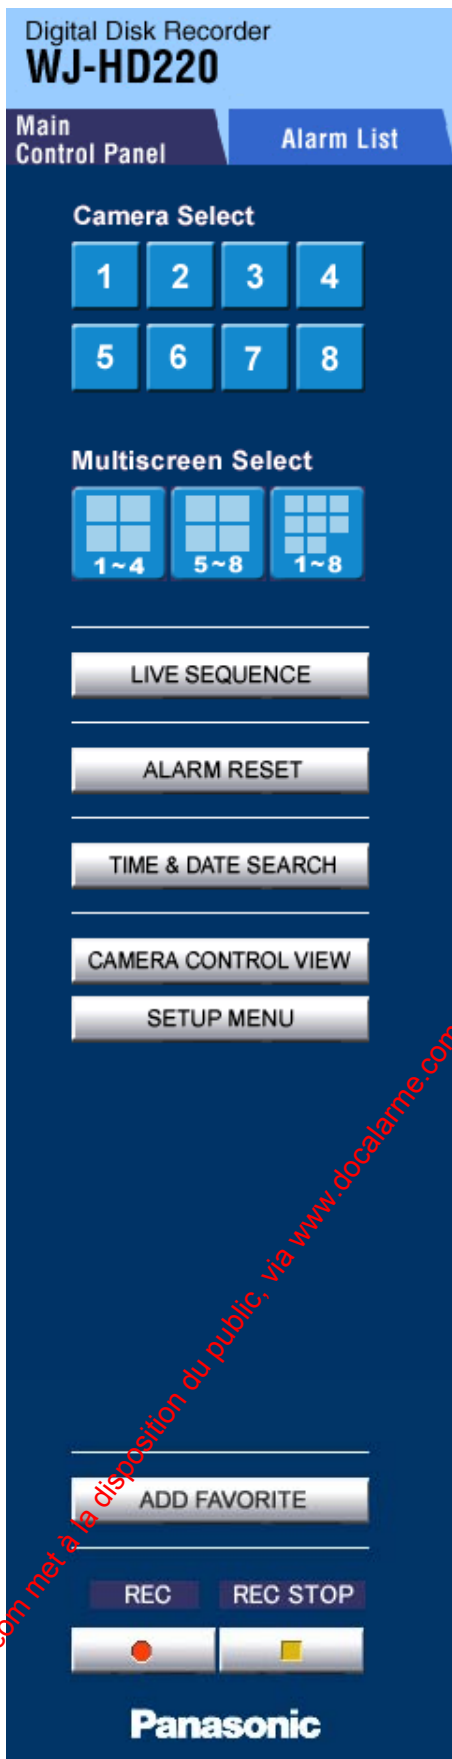 Digital Disk Recorder
WJ-HD220
Main
Control Panel
Alarm List
Camera Select
1 2 3 4
5 6 7 8
Multiscreen Select
1~4 5~8 1~8
LIVE SEQUENCE
ALARM RESET
TIME & DATE SEARCH
CAMERA CONTROL VIEW
SETUP MENU
ADD FAVORITE
REC REC STOP
Panasonic
com met à la disposition du public, via www.docalarme.com